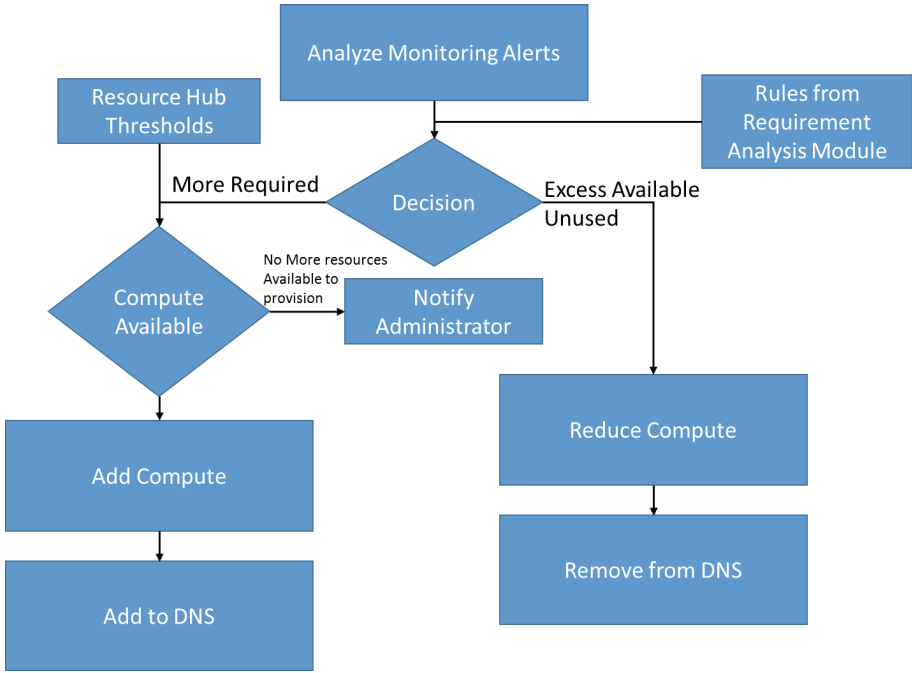 Analyze Monitoring Alerts
Resource Hub
Thresholds
Rules from
Requirement
Analysis Module
More Required
Decision
Excess Available
Unused
No More resources
Available to
provision
Compute
Available
Notify
Administrator
Reduce Compute
Add Compute
Remove from DNS
Add to DNS